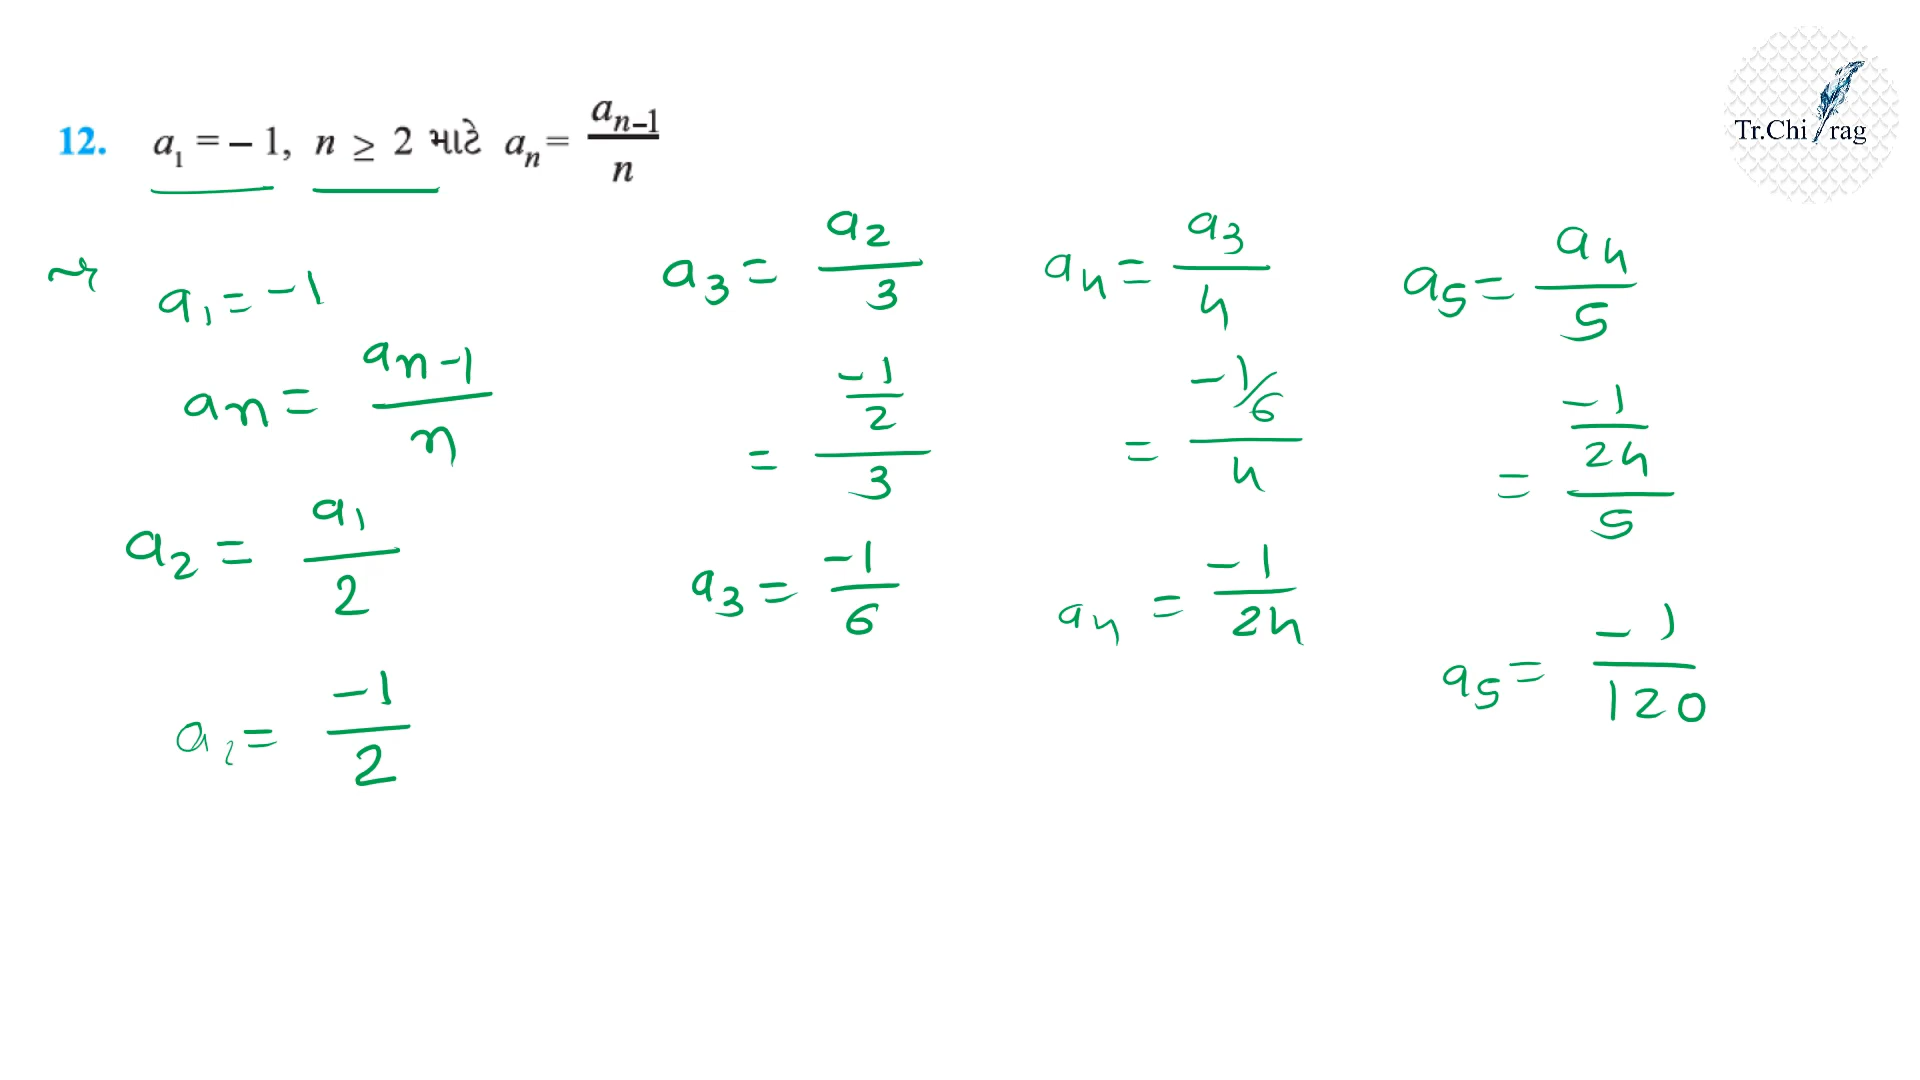 12. a₁ = – 1, n ≥ 2 માટે aₙ = aₙ₋₁/n
Tr.Chirag
a₁ = -1
aₙ = aₙ₋₁/n
a₂ = a₁/2
a₂ = -1/2
a₃ = a₂/3
= (-1/2)/3
a₃ = -1/6
a₄ = a₃/4
= (-1/6)/4
a₄ = -1/24
a₅ = a₄/5
= (-1/24)/5
a₅ = -1/120